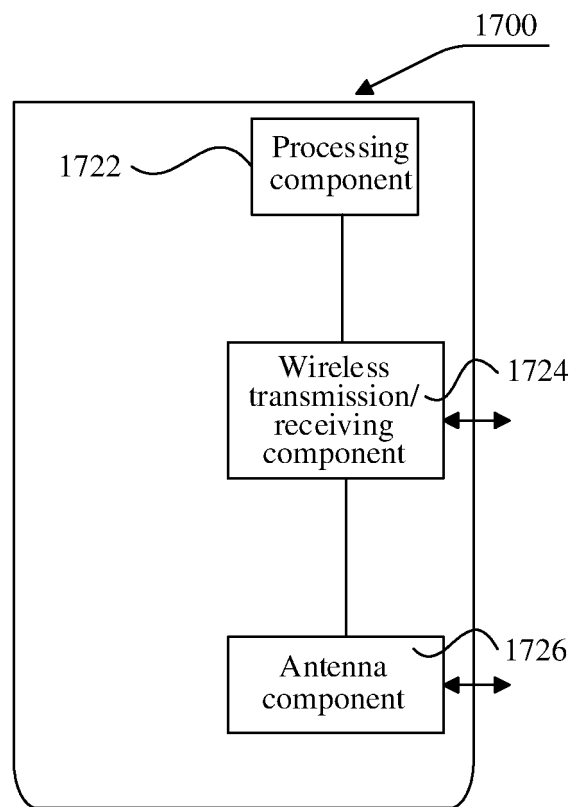 1700
Processing
component
1722
Wireless
transmission/
receiving
component
1724
Antenna
component
1726